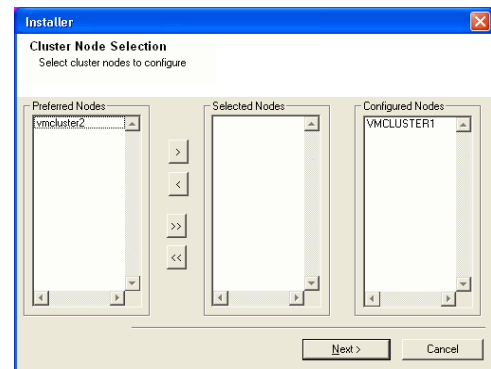 Installer
Cluster Node Selection
Select cluster nodes to configure
Preferred Nodes
Selected Nodes
Configured Nodes
vmcluster2
VMCLUSTER1
>
<
>>
<<
Next >
Cancel